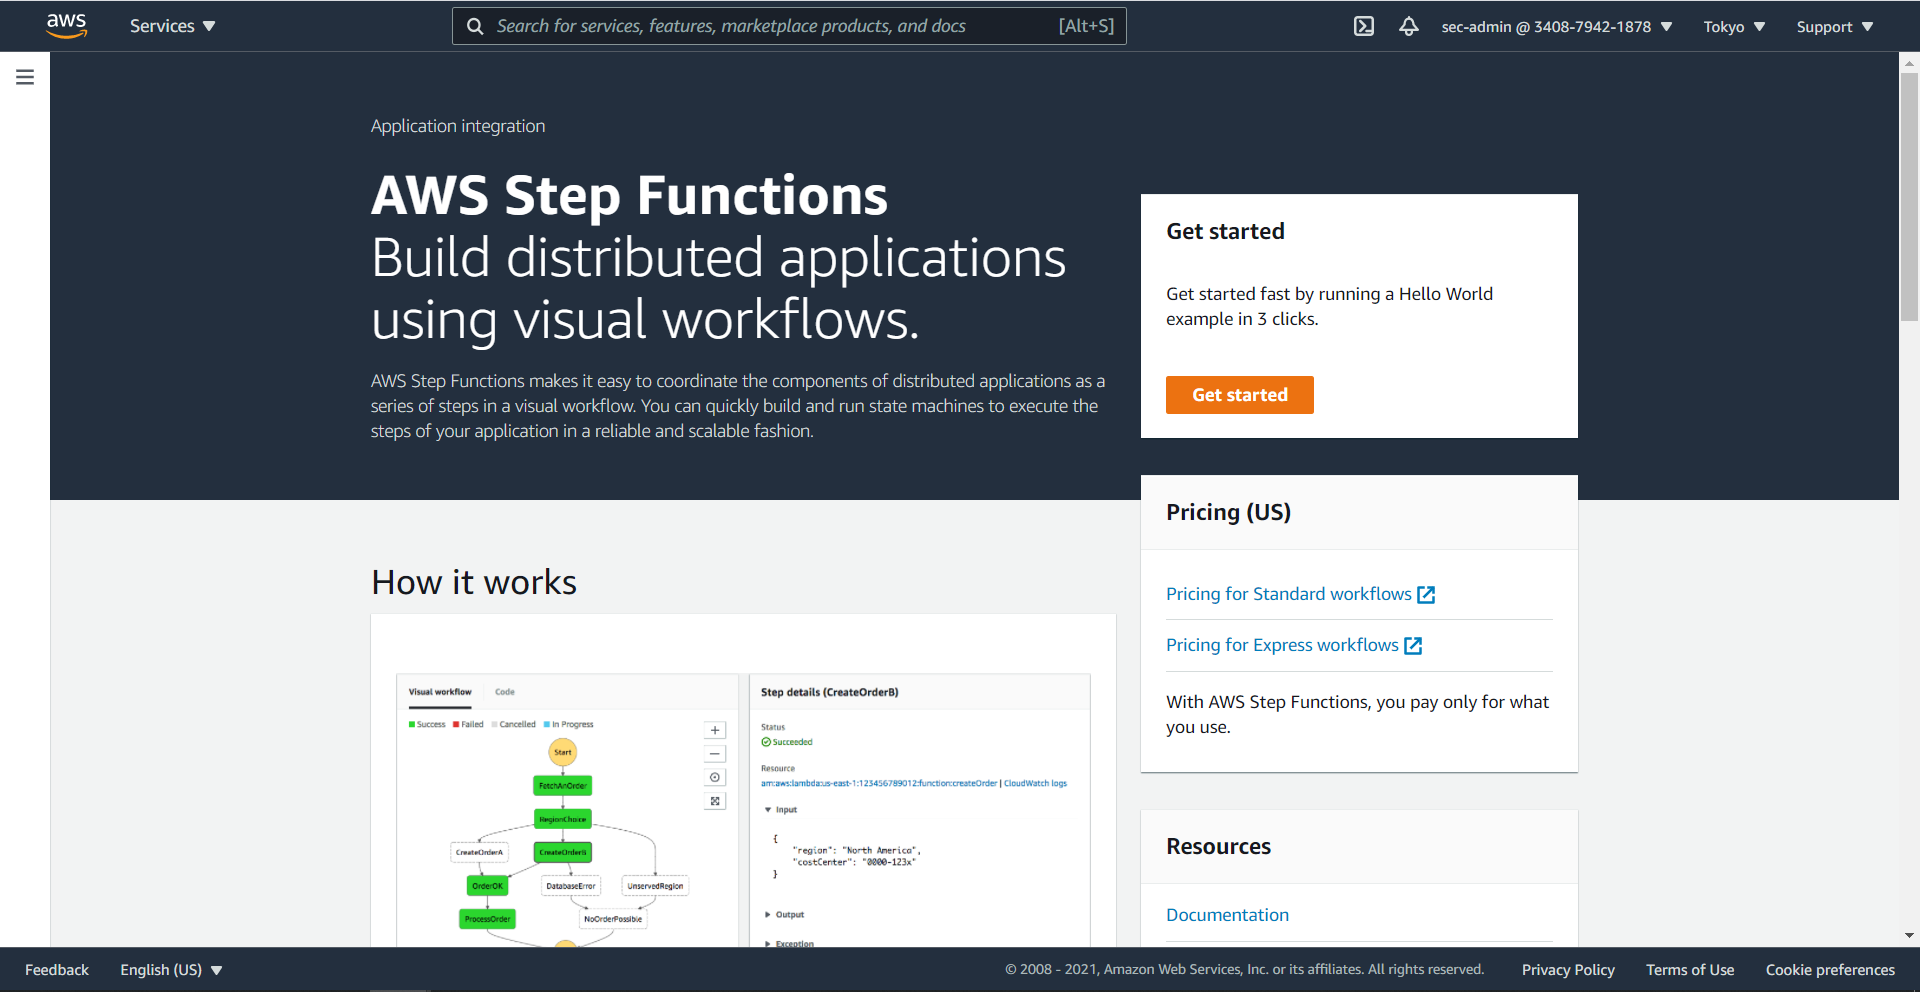 aws
Services
Search for services, features, marketplace products, and docs
[Alt+S]
sec-admin @ 3408-7942-1878
Tokyo
Support
Application integration
AWS Step Functions
Build distributed applications
using visual workflows.
AWS Step Functions makes it easy to coordinate the components of distributed applications as a
series of steps in a visual workflow. You can quickly build and run state machines to execute the
steps of your application in a reliable and scalable fashion.
Get started
Get started fast by running a Hello World
example in 3 clicks.
Get started
Pricing (US)
Pricing for Standard workflows
Pricing for Express workflows
With AWS Step Functions, you pay only for what
you use.
Resources
Documentation
How it works
Visual workflow
Code
Success
Failed
Cancelled
In Progress
Start
FetchAnOrder
RegionChoice
CreateOrderA
CreateOrderB
OrderOK
DatabaseError
UnservedRegion
ProcessOrder
NoOrderPossible
Step details (CreateOrderB)
Status
Succeeded
Resource
arn:aws:lambda:us-east-1:123456789012:function:createOrder | CloudWatch logs
Input
{
"region": "North America",
"costCenter": "0000-123x"
}
Output
Exception
Feedback
English (US)
© 2008 - 2021, Amazon Web Services, Inc. or its affiliates. All rights reserved.
Privacy Policy
Terms of Use
Cookie preferences